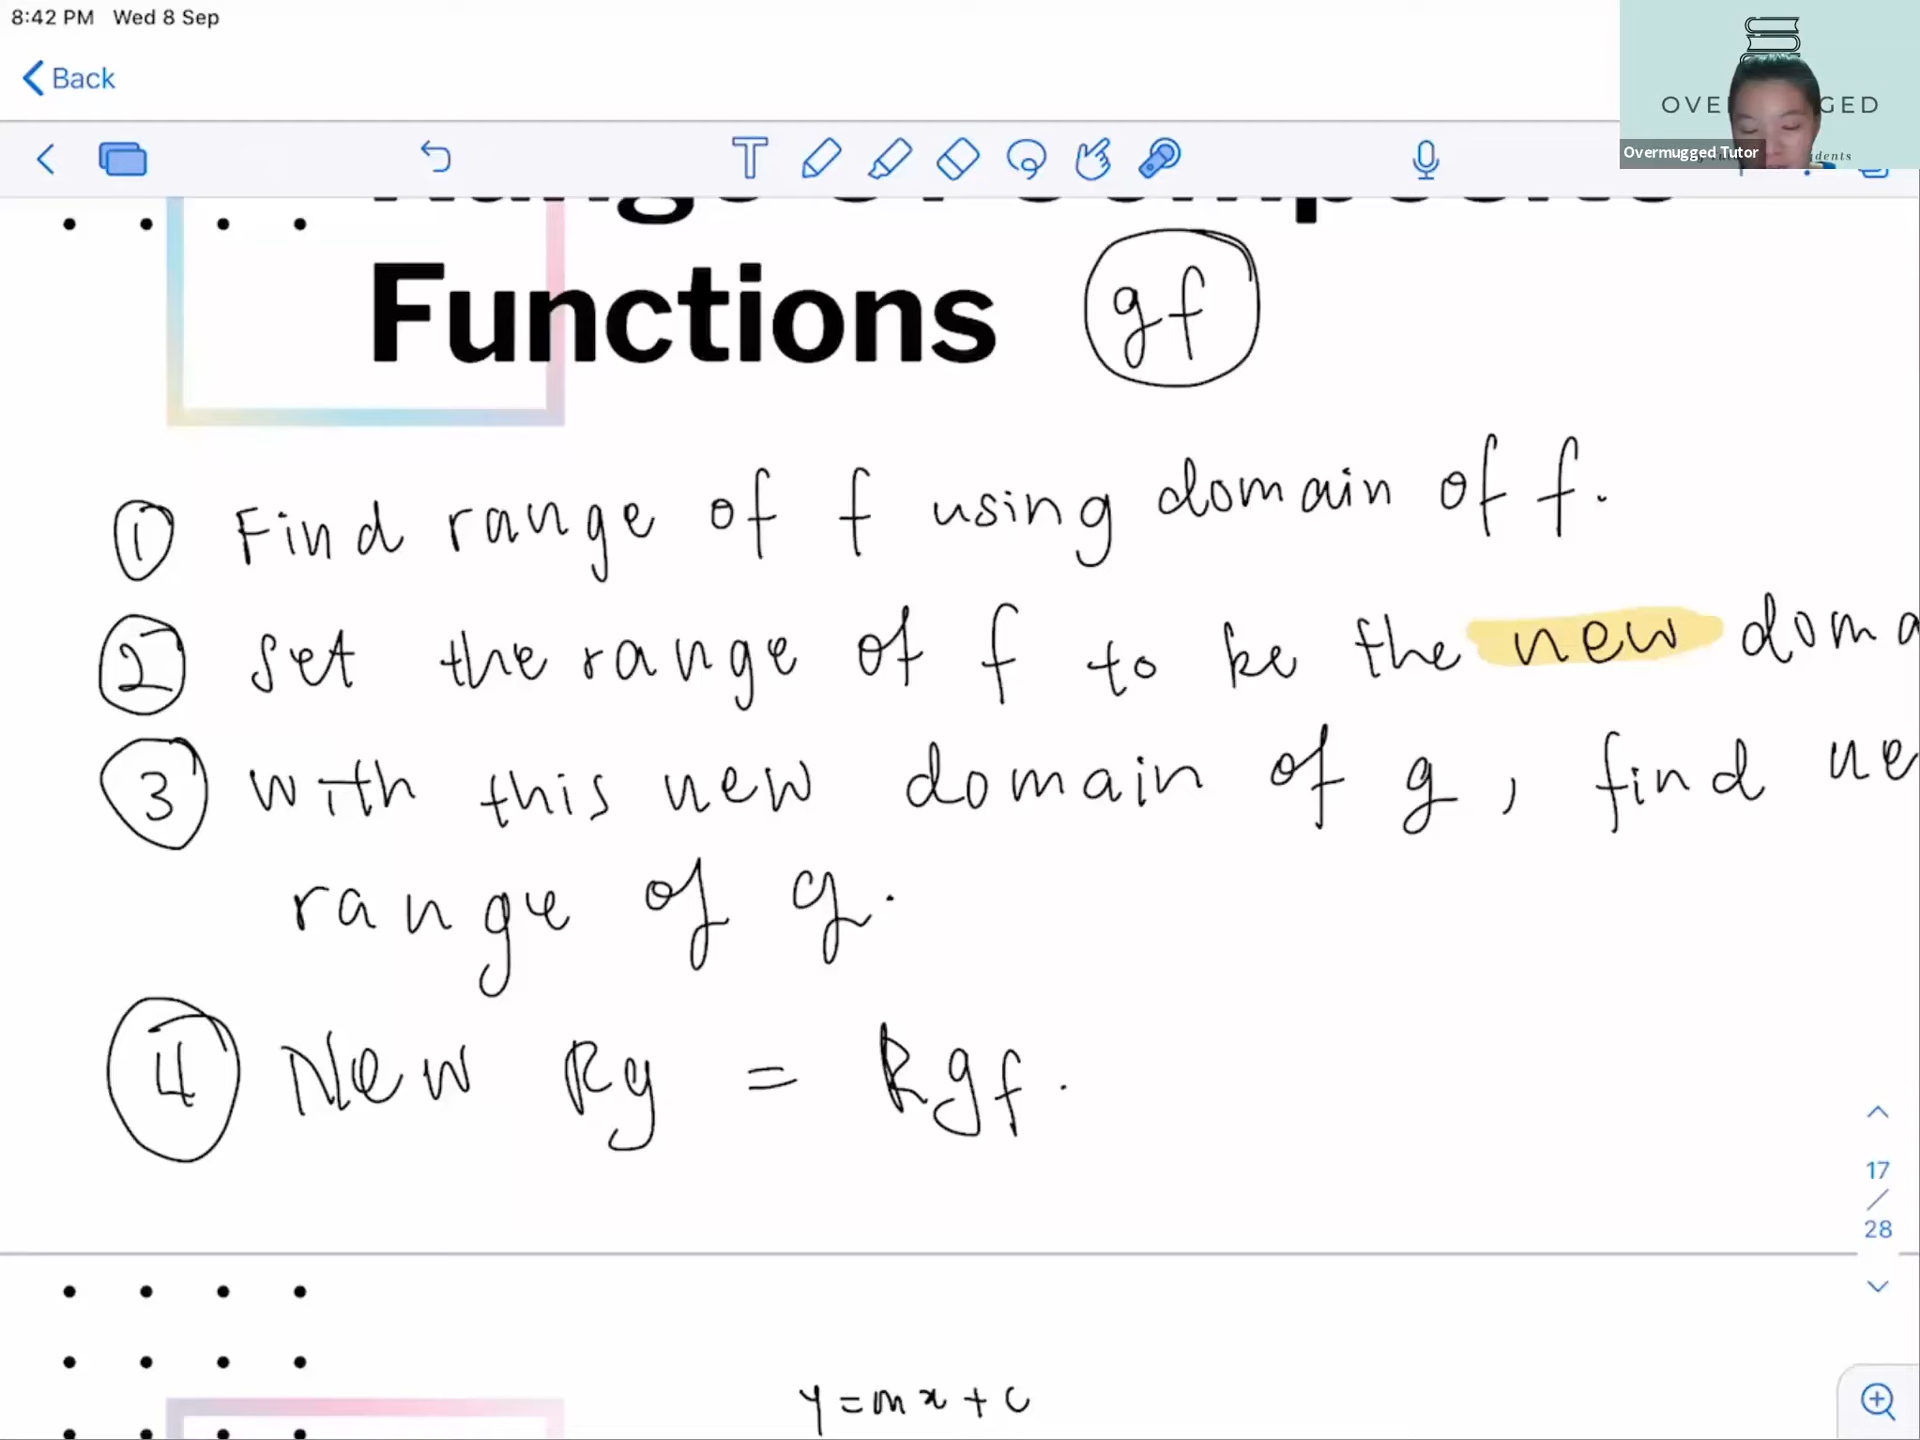 8:42 PM Wed 8 Sep
Back
Overmugged Tutor
Functions gf
1 Find range of f using domain of f.
2 Set the range of f to be the new doma
3 With this new domain of g, find ne
range of g.
4 New Rg = Rgf.
17
/
28
y = mx + c